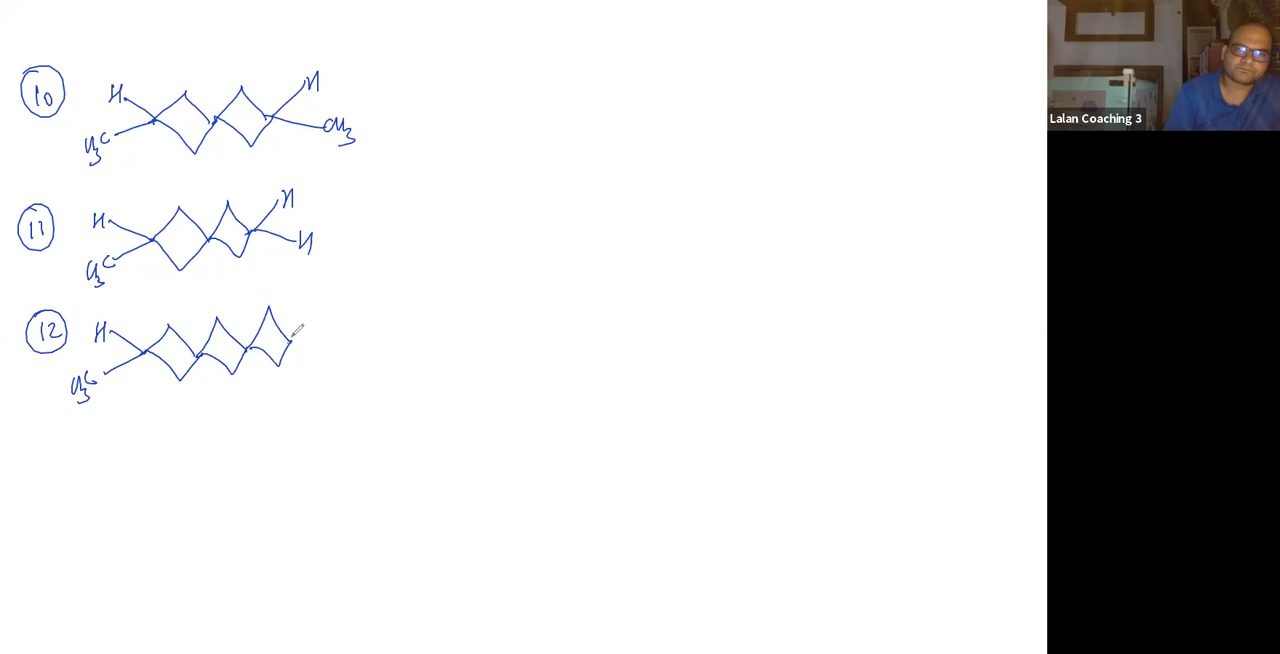 10 H H
H3C CH3
11 H H
H3C H
12 H
H3C
Lalan Coaching 3